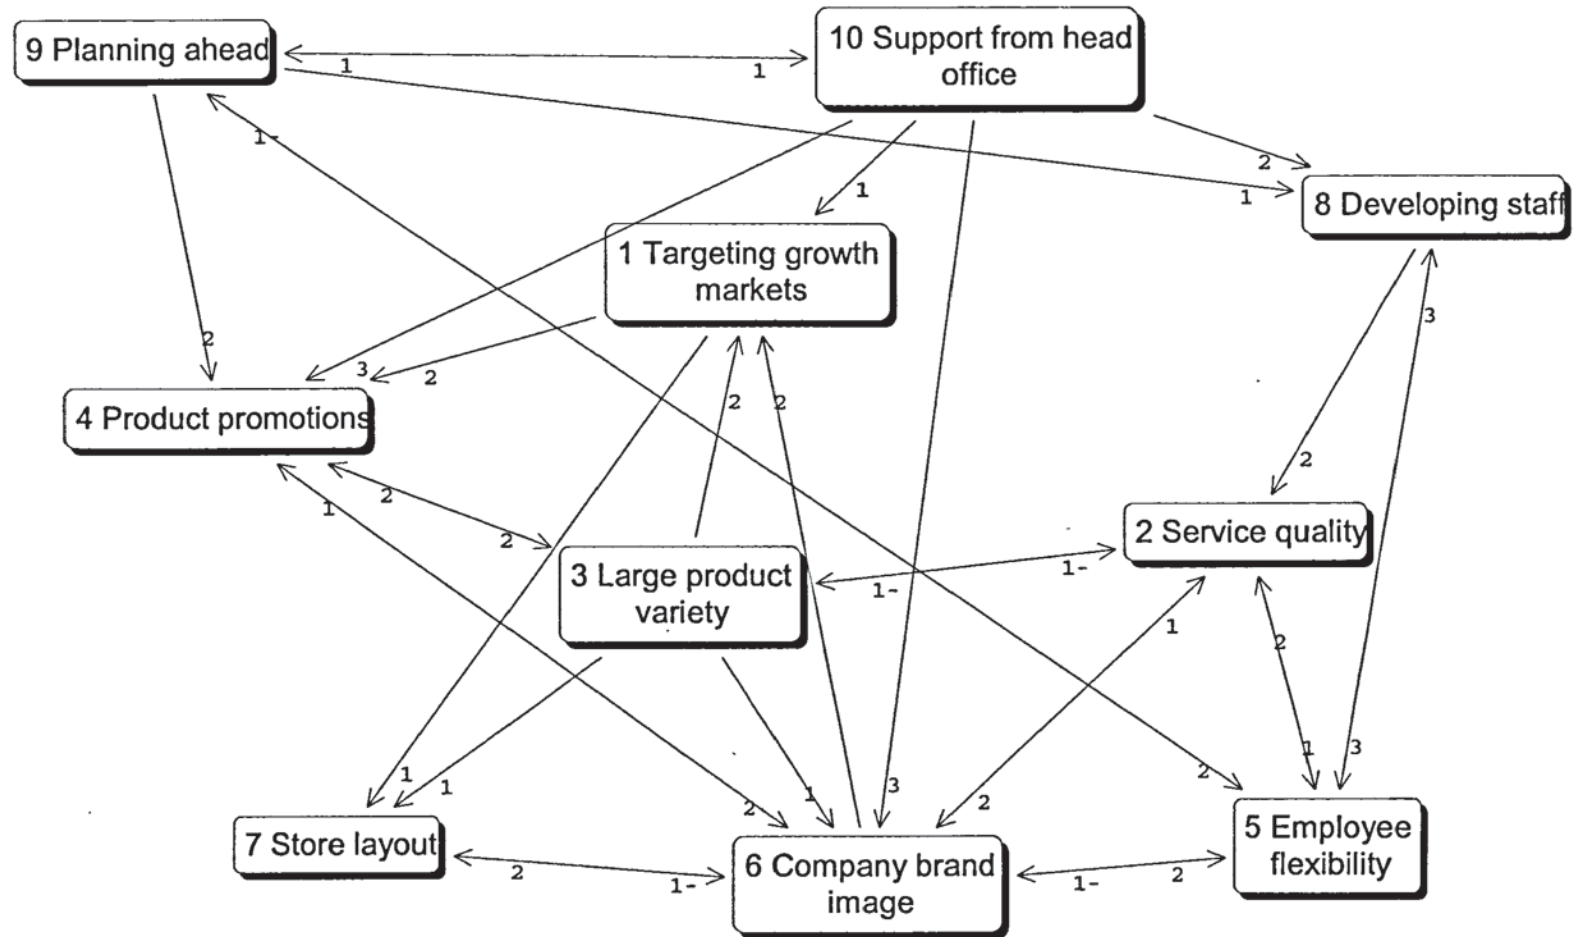 9 Planning ahead
10 Support from head
office
1
1
1-
2
1
8 Developing staff
1
1 Targeting growth
markets
3
2
3
2
2
2
4 Product promotions
2
2
1
2
2 Service quality
2
1-
1-
3 Large product
variety
1
2
1
3
2
1
1
1
3
2
2
7 Store layout
5 Employee
flexibility
6 Company brand
image
2
1-
1-
2